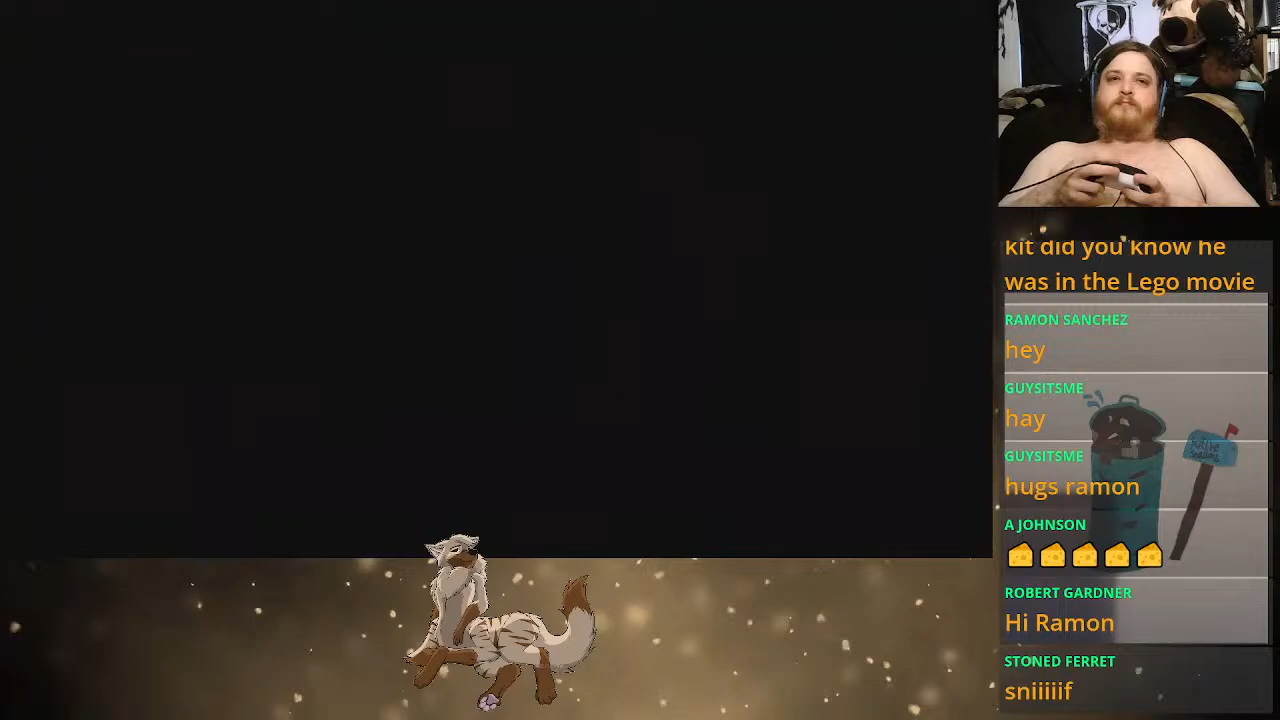 kit did you know he
was in the Lego movie
RAMON SANCHEZ
hey
GUYSITSME
hay
GUYSITSME
hugs ramon
A JOHNSON
ROBERT GARDNER
Hi Ramon
STONED FERRET
sniiiiif